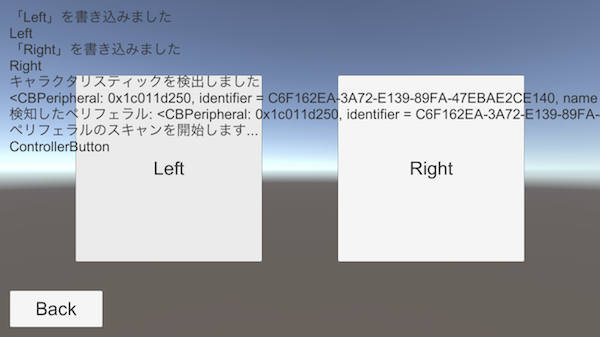 「Left」を書き込みました
Left
「Right」を書き込みました
Right
キャラクタリスティックを検出しました
<CBPeripheral: 0x1c011d250, identifier = C6F162EA-3A72-E139-89FA-47EBAE2CE140, name
検知したペリフェラル: <CBPeripheral: 0x1c011d250, identifier = C6F162EA-3A72-E139-89FA-
ペリフェラルのスキャンを開始します...
ControllerButton
Left
Right
Back